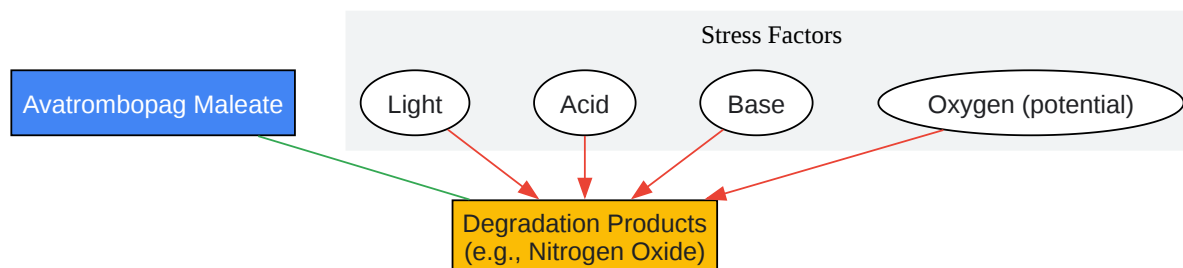 Stress Factors
Avatrombopag Maleate
Light
Acid
Base
Oxygen (potential)
Degradation Products
(e.g., Nitrogen Oxide)